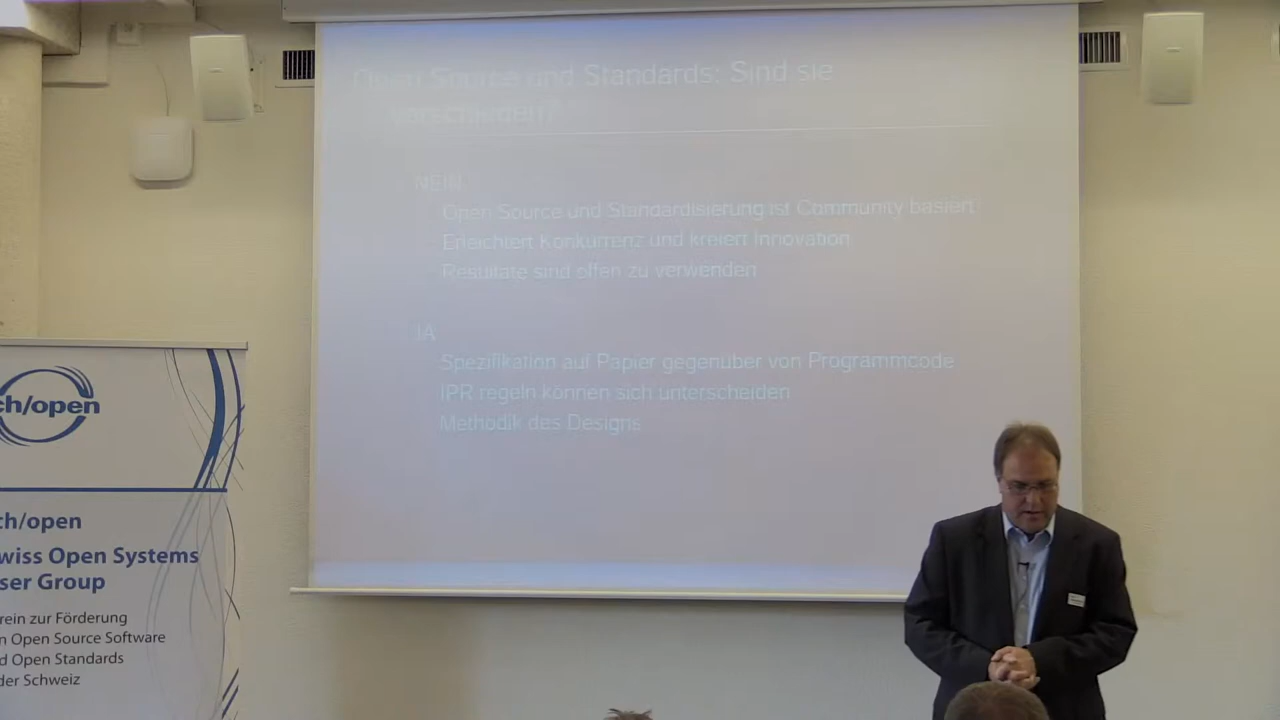 Open Source und Standards: Sind sie
verschieden?
NEIN
Open Source und Standardisierung ist Community basiert
Erleichtert Konkurrenz und kreiert Innovation
Resultate sind offen zu verwenden
JA
Spezifikation auf Papier gegenüber von Programmcode
IPR regeln können sich unterscheiden
Methodik des Designs
ch/open
ch/open
wiss Open Systems
ser Group
rein zur Förderung
n Open Source Software
d Open Standards
der Schweiz